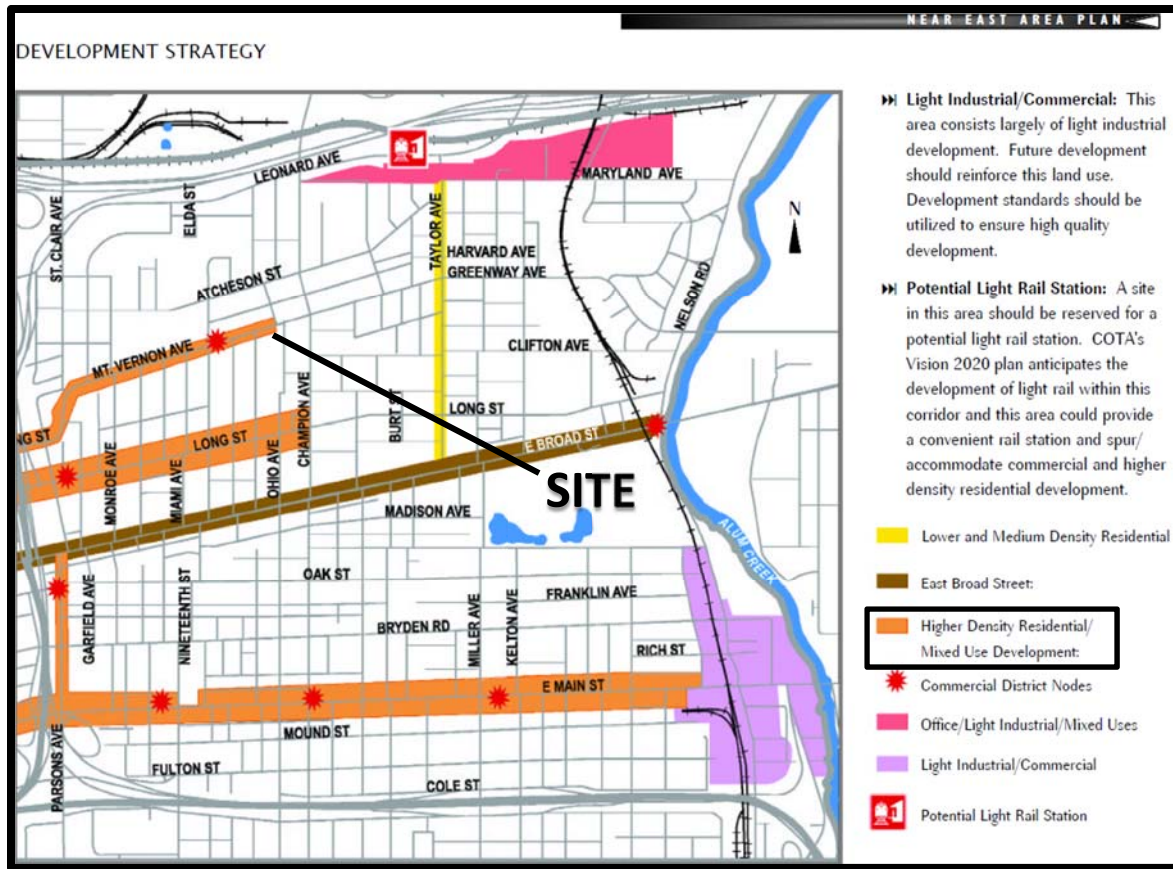 NEAR EAST AREA PLAN
DEVELOPMENT STRATEGY
LEONARD AVE
MARYLAND AVE
ST. CLAIR AVE
ELDA ST
TAYLOR AVE
HARVARD AVE
GREENWAY AVE
N
NELSON RD
ATCHESON ST
MT. VERNON AVE
CLIFTON AVE
NG ST
LONG ST
CHAMPION AVE
BURT ST
LONG ST
E BROAD ST
MONROE AVE
MIAMI AVE
OHIO AVE
SITE
MADISON AVE
ALUM CREEK
OAK ST
FRANKLIN AVE
GARFIELD AVE
NINETEENTH ST
BRYDEN RD
MILLER AVE
KELTON AVE
RICH ST
E MAIN ST
MOUND ST
PARSONS AVE
FULTON ST
COLE ST
Light Industrial/Commercial: This
area consists largely of light industrial
development. Future development
should reinforce this land use.
Development standards should be
utilized to ensure high quality
development.
Potential Light Rail Station: A site
in this area should be reserved for a
potential light rail station. COTA's
Vision 2020 plan anticipates the
development of light rail within this
corridor and this area could provide
a convenient rail station and spur/
accommodate commercial and higher
density residential development.
Lower and Medium Density Residential
East Broad Street:
Higher Density Residential/
Mixed Use Development:
Commercial District Nodes
Office/Light Industrial/Mixed Uses
Light Industrial/Commercial
Potential Light Rail Station